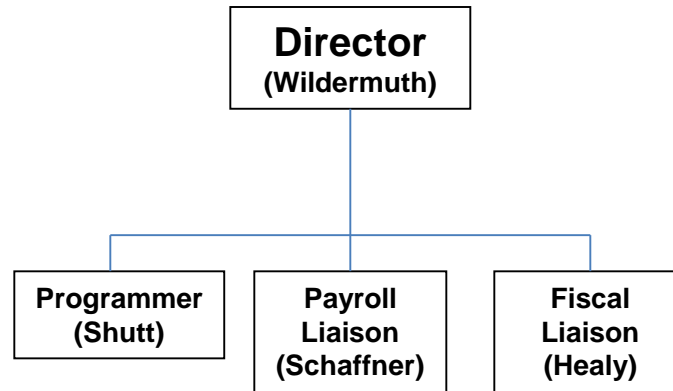 Director
(Wildermuth)
Programmer
(Shutt)
Payroll
Liaison
(Schaffner)
Fiscal
Liaison
(Healy)